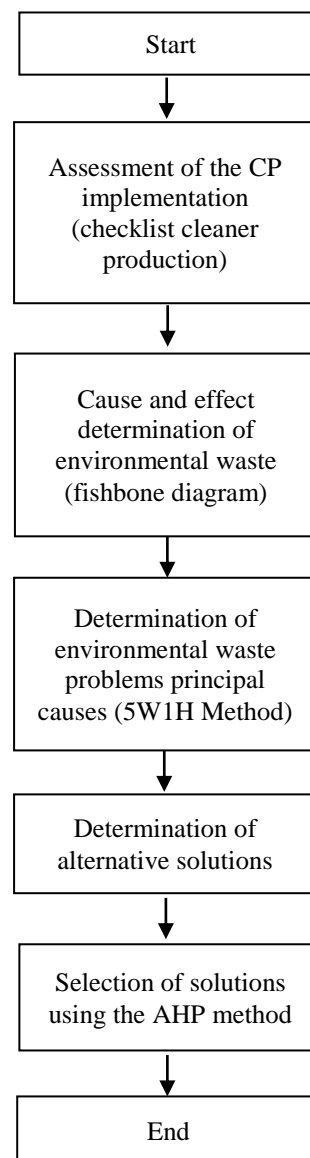 Start
Assessment of the CP
implementation
(checklist cleaner
production)
Cause and effect
determination of
environmental waste
(fishbone diagram)
Determination of
environmental waste
problems principal
causes (5W1H Method)
Determination of
alternative solutions
Selection of solutions
using the AHP method
End